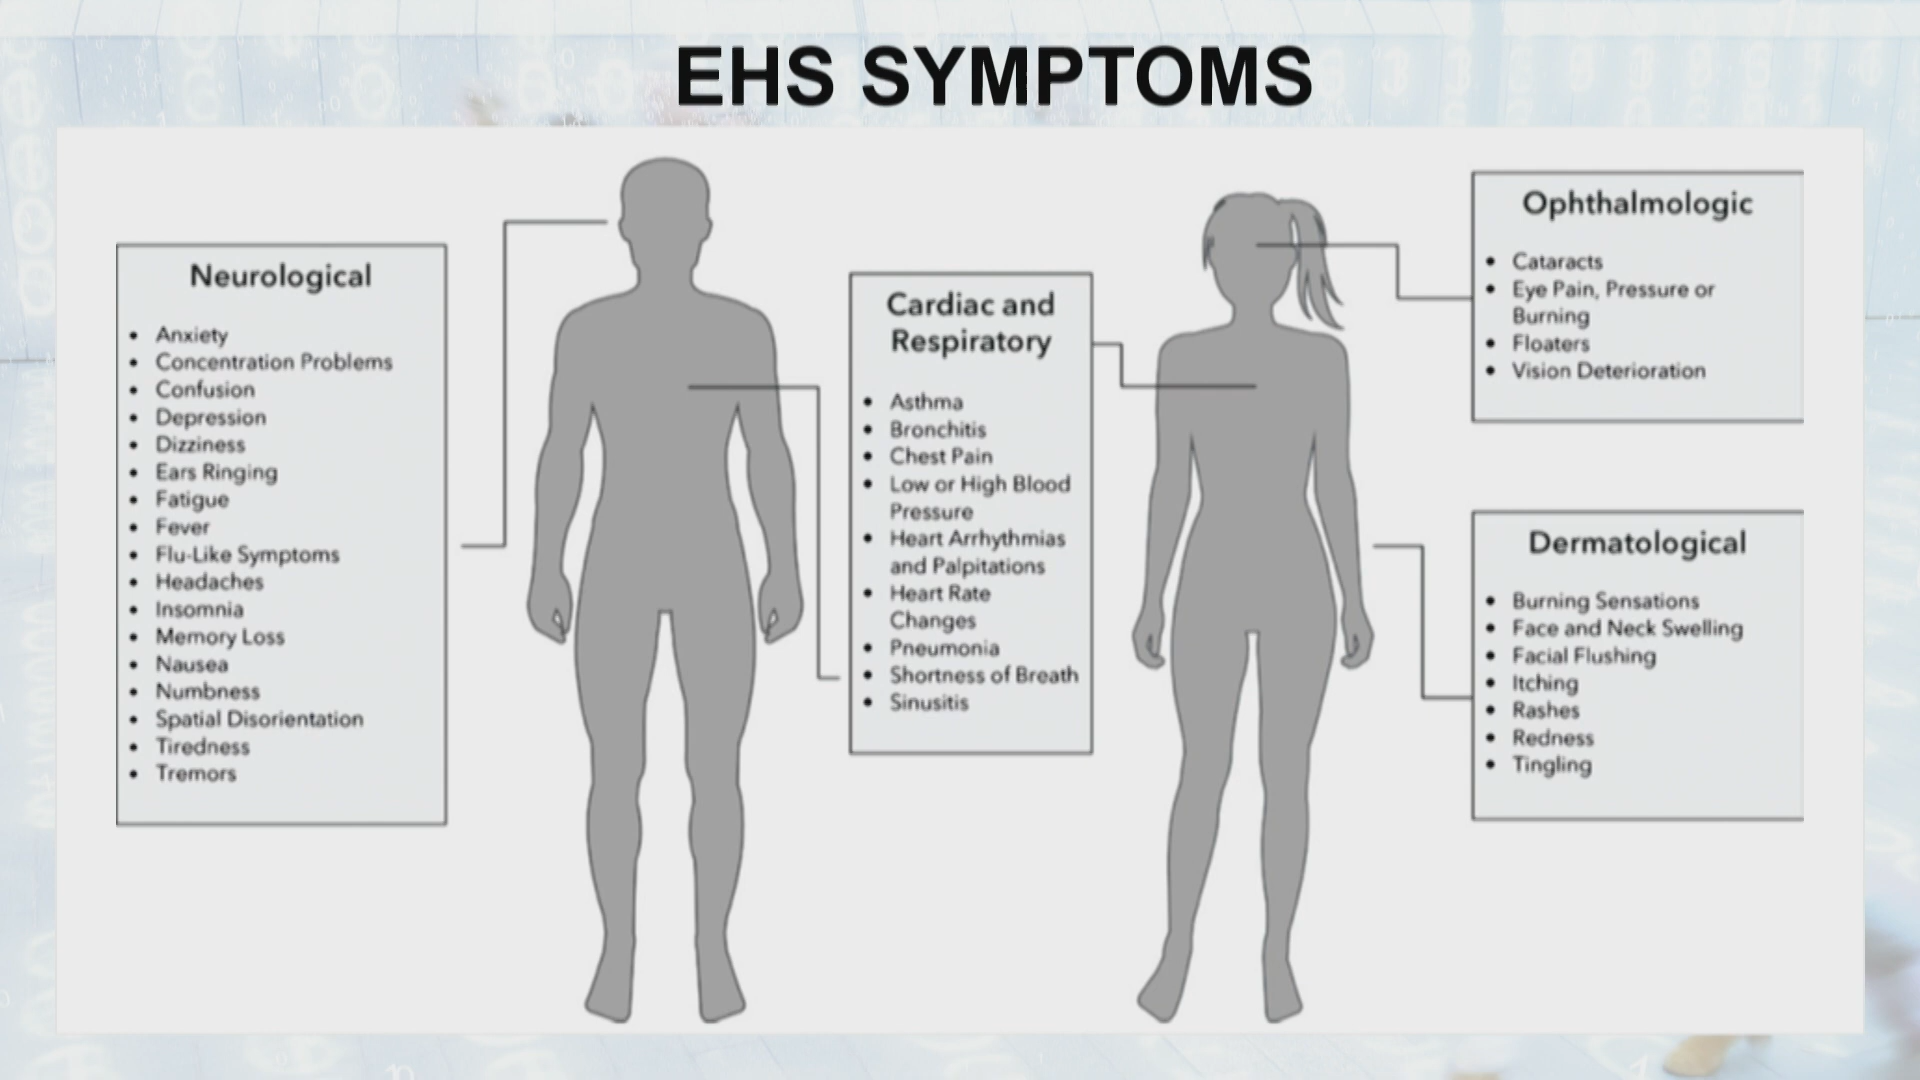 EHS SYMPTOMS
Neurological
• Anxiety
• Concentration Problems
• Confusion
• Depression
• Dizziness
• Ears Ringing
• Fatigue
• Fever
• Flu-Like Symptoms
• Headaches
• Insomnia
• Memory Loss
• Nausea
• Numbness
• Spatial Disorientation
• Tiredness
• Tremors
Cardiac and
Respiratory
• Asthma
• Bronchitis
• Chest Pain
• Low or High Blood
Pressure
• Heart Arrhythmias
and Palpitations
• Heart Rate
Changes
• Pneumonia
• Shortness of Breath
• Sinusitis
Ophthalmologic
• Cataracts
• Eye Pain, Pressure or
Burning
• Floaters
• Vision Deterioration
Dermatological
• Burning Sensations
• Face and Neck Swelling
• Facial Flushing
• Itching
• Rashes
• Redness
• Tingling